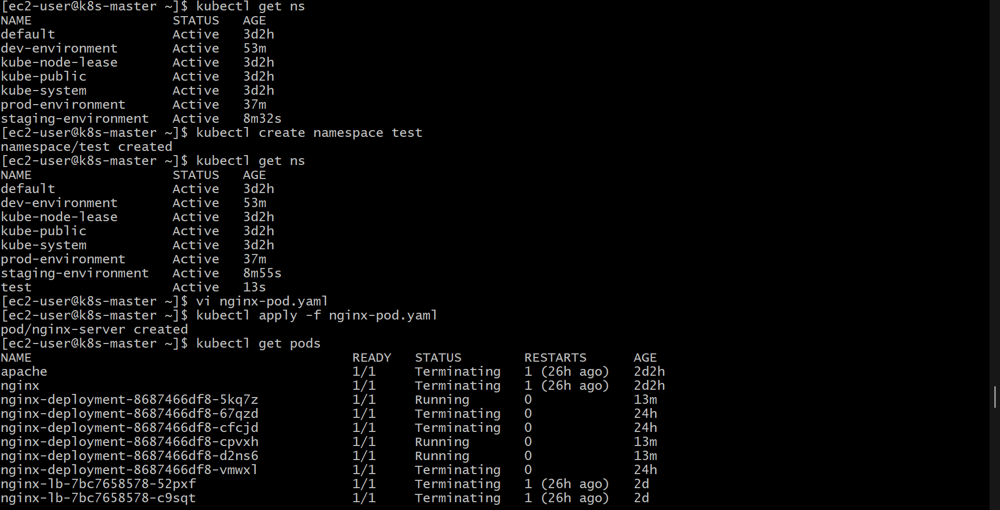 [ec2-user@k8s-master ~]$ kubectl get ns
NAME                  STATUS   AGE
default               Active   3d2h
dev-environment       Active   53m
kube-node-lease       Active   3d2h
kube-public           Active   3d2h
kube-system           Active   3d2h
prod-environment      Active   37m
staging-environment   Active   8m32s
[ec2-user@k8s-master ~]$ kubectl create namespace test
namespace/test created
[ec2-user@k8s-master ~]$ kubectl get ns
NAME                  STATUS   AGE
default               Active   3d2h
dev-environment       Active   53m
kube-node-lease       Active   3d2h
kube-public           Active   3d2h
kube-system           Active   3d2h
prod-environment      Active   37m
staging-environment   Active   8m55s
test                  Active   13s
[ec2-user@k8s-master ~]$ vi nginx-pod.yaml
[ec2-user@k8s-master ~]$ kubectl apply -f nginx-pod.yaml
pod/nginx-server created
[ec2-user@k8s-master ~]$ kubectl get pods
NAME                                         READY   STATUS        RESTARTS      AGE
apache                                       1/1     Terminating   1 (26h ago)   2d2h
nginx                                        1/1     Terminating   1 (26h ago)   2d2h
nginx-deployment-8687466df8-5kq7z            1/1     Running       0             13m
nginx-deployment-8687466df8-67qzd            1/1     Terminating   0             24h
nginx-deployment-8687466df8-cfcjd            1/1     Terminating   0             24h
nginx-deployment-8687466df8-cpvxh            1/1     Running       0             13m
nginx-deployment-8687466df8-d2ns6            1/1     Running       0             13m
nginx-deployment-8687466df8-vmwxl            1/1     Terminating   0             24h
nginx-lb-7bc7658578-52pxf                    1/1     Terminating   1 (26h ago)   2d
nginx-lb-7bc7658578-c9sqt                    1/1     Terminating   1 (26h ago)   2d